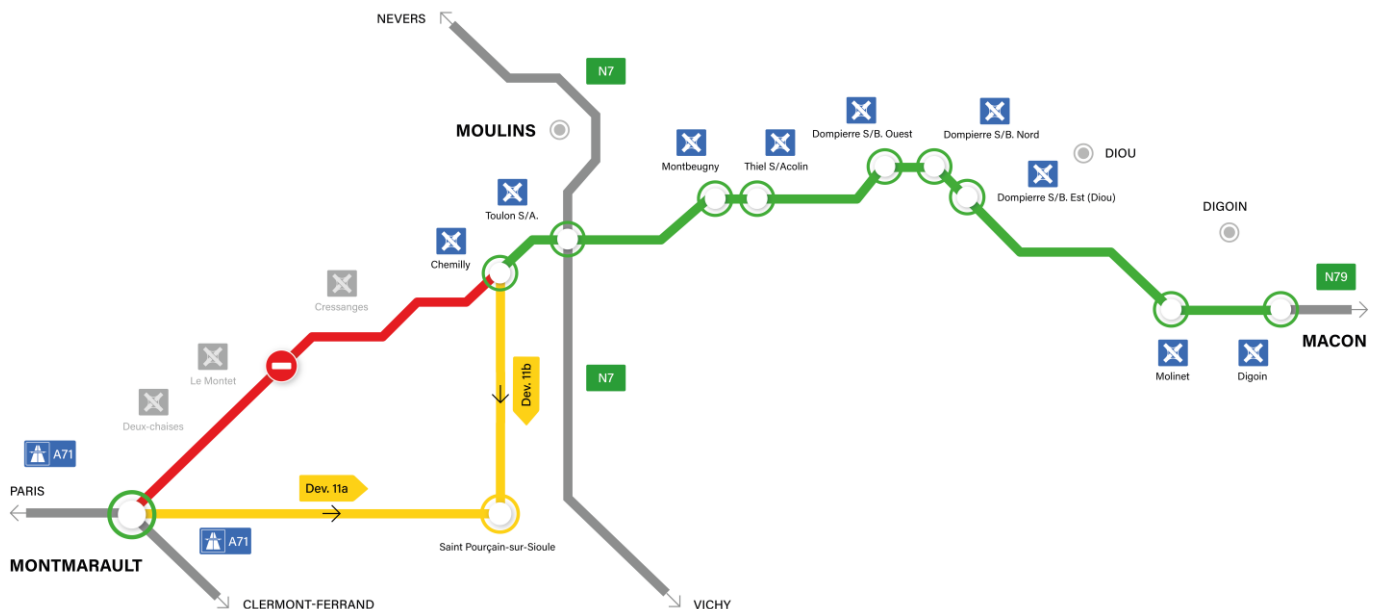 NEVERS
N7
MOULINS
Dompierre S/B. Ouest
Dompierre S/B. Nord
Montbeugny
Thiel S/Acolin
DIOU
Dompierre S/B. Est (Diou)
DIGOIN
Toulon S/A.
Chemilly
Cressanges
N79
MACON
Le Montet
Molinet
Digoin
N7
Dev. 11b
Deux-chaises
A71
PARIS
Dev. 11a
A71
Saint Pourçain-sur-Sioule
MONTMARAULT
CLERMONT-FERRAND
VICHY